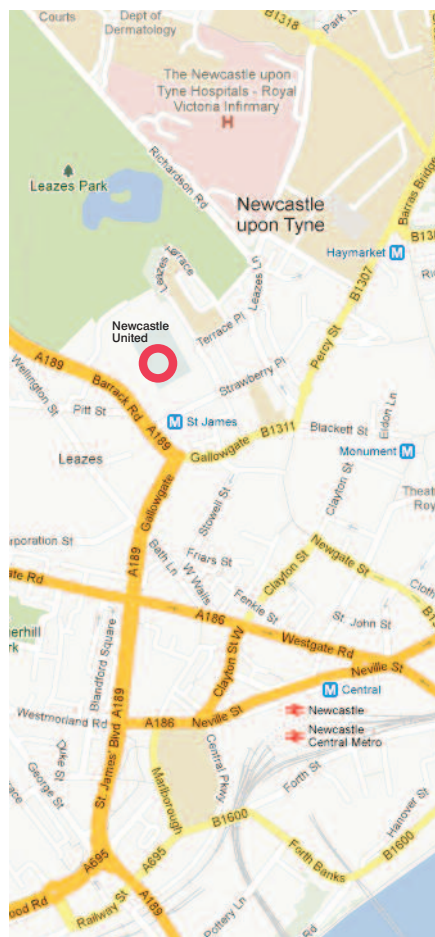 Courts
Dept of
Dermatology
B1318
Park
The Newcastle upon
Tyne Hospitals - Royal
Victoria Infirmary
H
Richardson Rd
Leazes Park
Newcastle
upon Tyne
Barras Bridge
Haymarket M
B1307
Leazes
Terrace
Leazes Ln
Terrace Pl
Percy St
Newcastle
United
A189
Barrack Rd
A189
Wellington St
Strawberry Pl
Pitt St
M St James
Gallowgate
B1311
Blackett St
Eldon Ln
Monument M
Leazes
Gallowgate
Stowell St
Clayton St
A189
Bath Ln
Friars St
W Walls
Clayton St
Newgate St
Fenkle St
A186
St. John St
Westgate Rd
Blandford Square
A189
Clayton St W
Neville St
M Central
Westmorland Rd
A186
Neville St
Newcastle
Newcastle
Central Metro
St James' Blvd
Duke St
George St
Marlborough
Central Pkwy
Forth St
B1600
Forth Banks
Hanover St
B1600
A695
A695
Railway St
A189
Pottery Ln
Rd